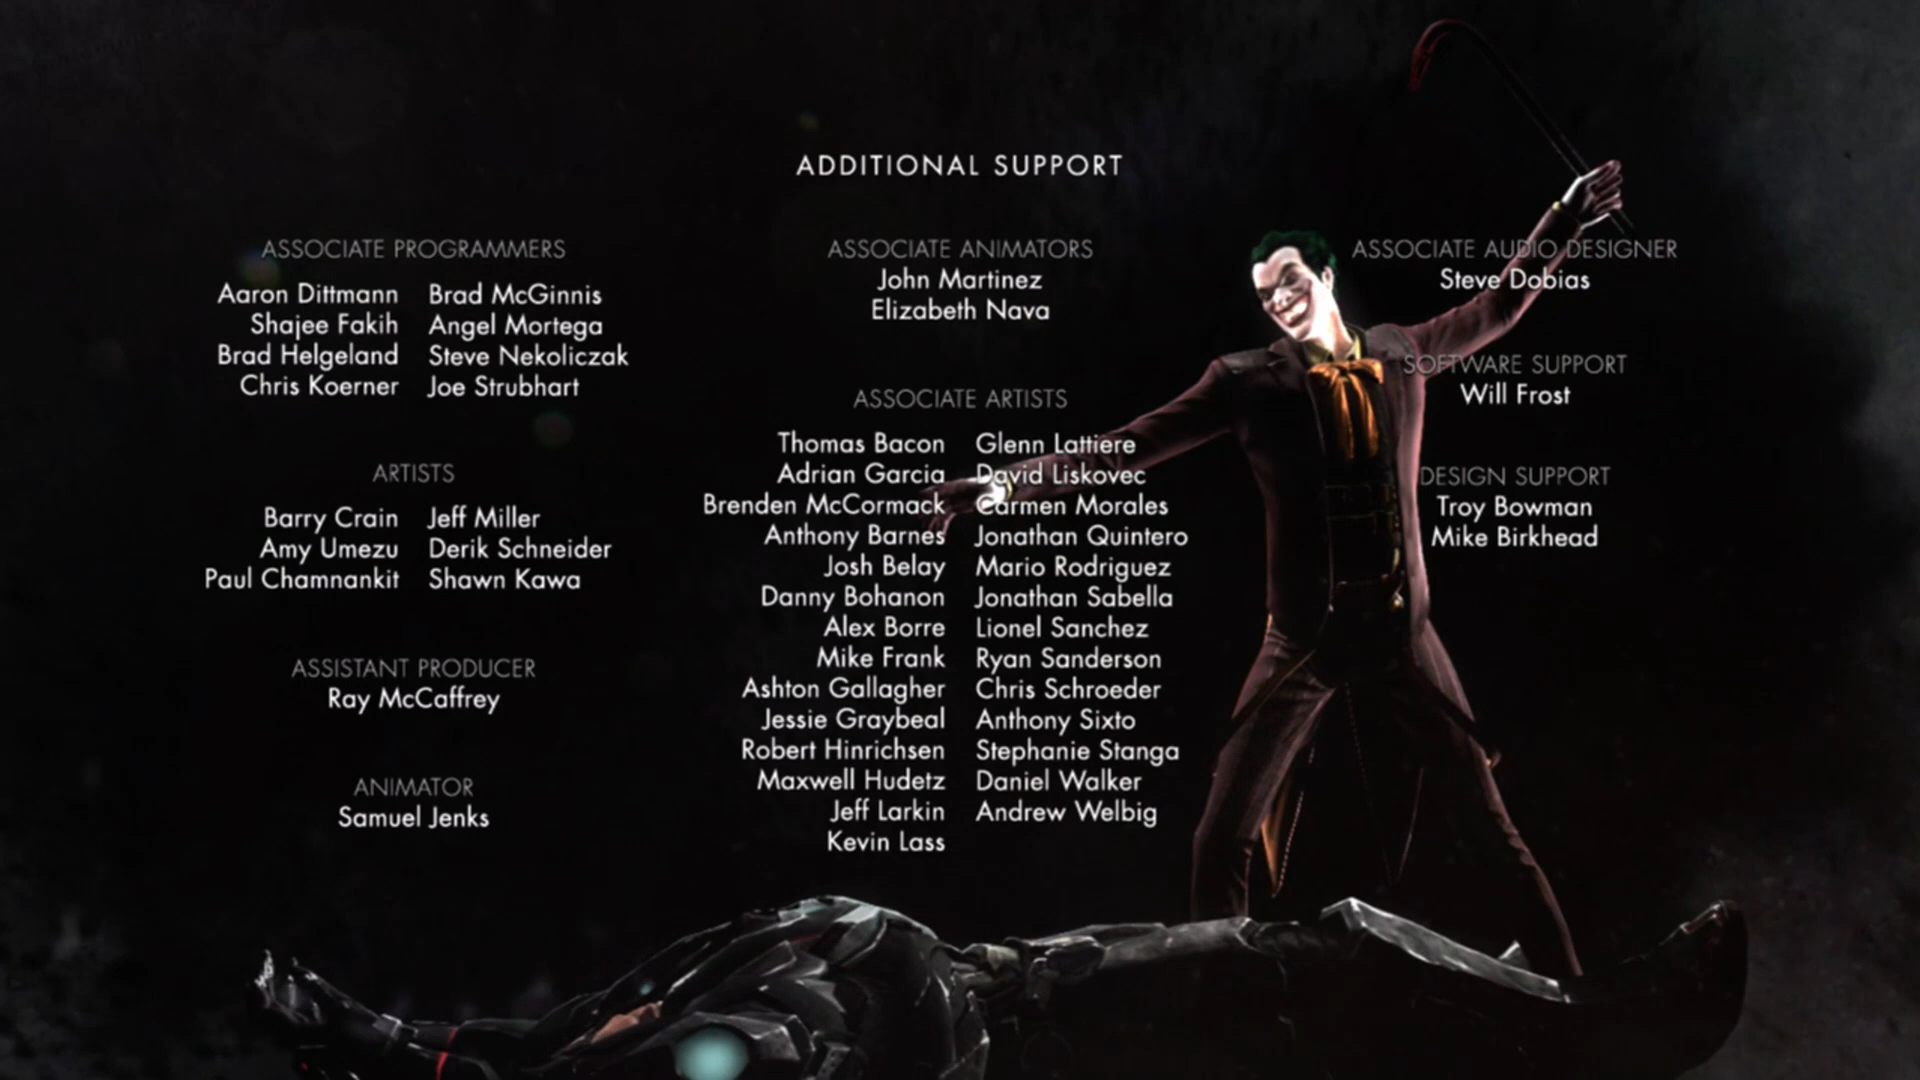 ADDITIONAL SUPPORT
ASSOCIATE PROGRAMMERS
Aaron Dittmann Brad McGinnis
Shajee Fakih Angel Mortega
Brad Helgeland Steve Nekoliczak
Chris Koerner Joe Strubhart
ARTISTS
Barry Crain Jeff Miller
Amy Umezu Derik Schneider
Paul Chamnankit Shawn Kawa
ASSISTANT PRODUCER
Ray McCaffrey
ANIMATOR
Samuel Jenks
ASSOCIATE ANIMATORS
John Martinez
Elizabeth Nava
ASSOCIATE ARTISTS
Thomas Bacon Glenn Lattiere
Adrian Garcia David Liskovec
Brenden McCormack Carmen Morales
Anthony Barnes Jonathan Quintero
Josh Belay Mario Rodriguez
Danny Bohanon Jonathan Sabella
Alex Borre Lionel Sanchez
Mike Frank Ryan Sanderson
Ashton Gallagher Chris Schroeder
Jessie Graybeal Anthony Sixto
Robert Hinrichsen Stephanie Stanga
Maxwell Hudetz Daniel Walker
Jeff Larkin Andrew Welbig
Kevin Lass
ASSOCIATE AUDIO DESIGNER
Steve Dobias
SOFTWARE SUPPORT
Will Frost
DESIGN SUPPORT
Troy Bowman
Mike Birkhead